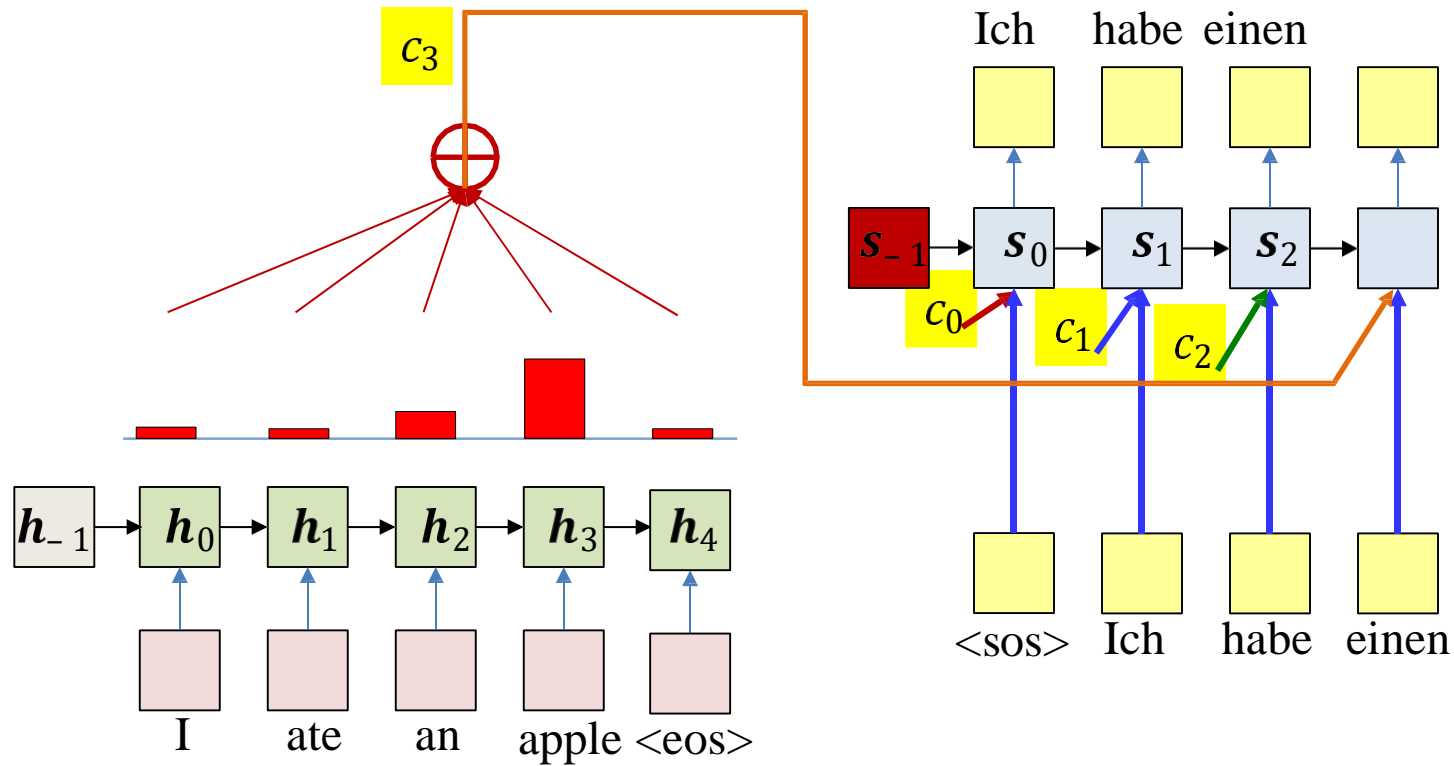 c₃
Ich habe einen
s₋₁ s₀ s₁ s₂
c₀ c₁ c₂
h₋₁ h₀ h₁ h₂ h₃ h₄
<sos> Ich habe einen
I ate an apple <eos>